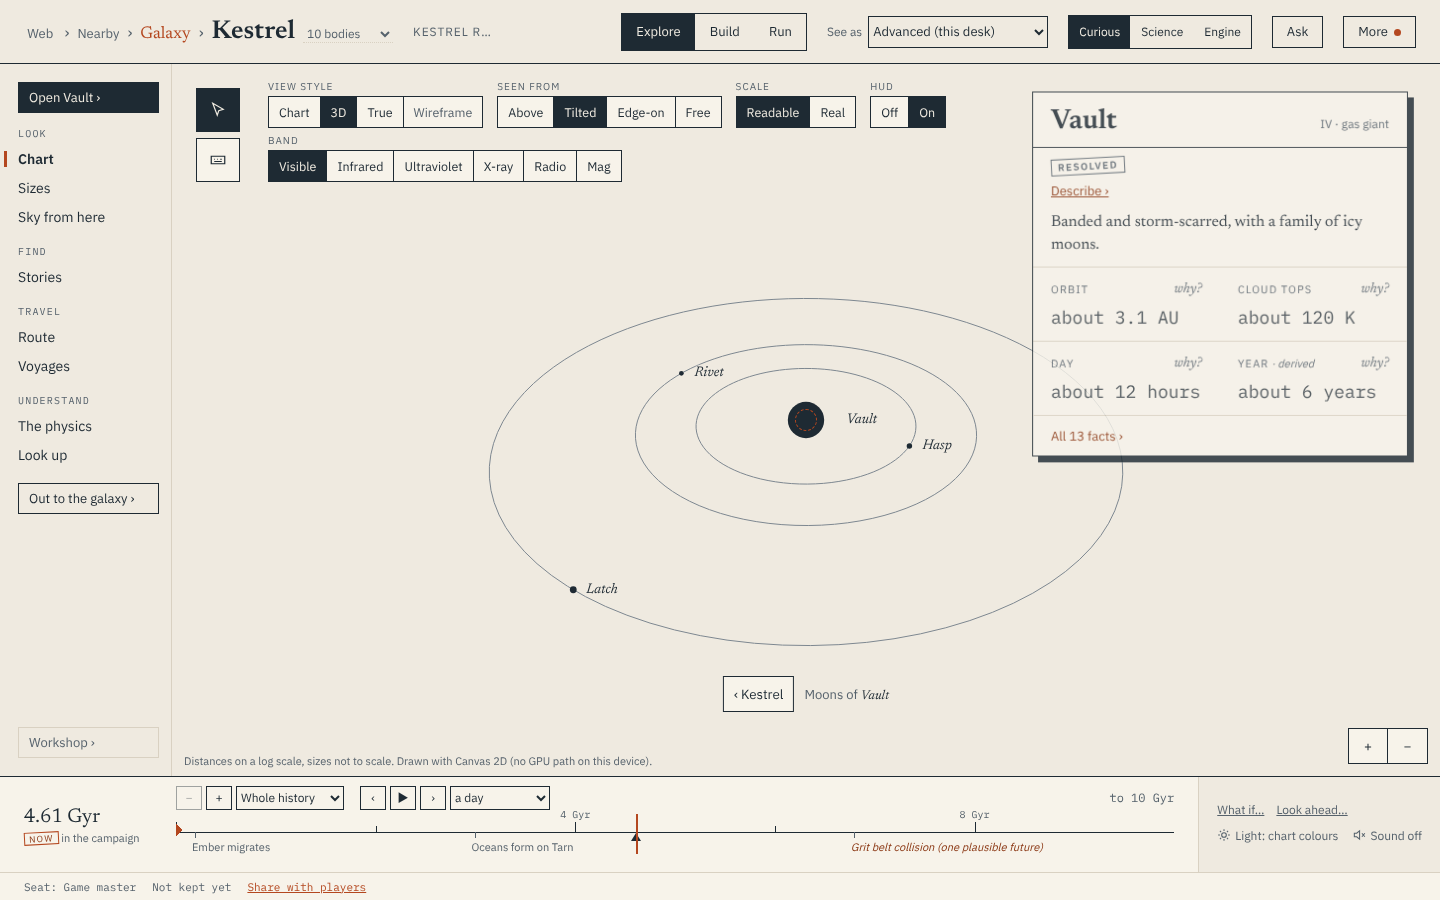 Web › Nearby › Galaxy › Kestrel 10 bodies KESTREL R... Explore Build Run See as Advanced (this desk) Curious Science Engine Ask More
Open Vault ›
LOOK
Chart
Sizes
Sky from here
FIND
Stories
TRAVEL
Route
Voyages
UNDERSTAND
The physics
Look up
Out to the galaxy ›
Workshop ›
VIEW STYLE SEEN FROM SCALE HUD
Chart 3D True Wireframe Above Tilted Edge-on Free Readable Real Off On
BAND
Visible Infrared Ultraviolet X-ray Radio Mag
Vault IV · gas giant
RESOLVED
Describe ›
Banded and storm-scarred, with a family of icy
moons.
ORBIT why? CLOUD TOPS why?
about 3.1 AU about 120 K
DAY why? YEAR · derived why?
about 12 hours about 6 years
All 13 facts ›
Rivet
Vault
Hasp
Latch
‹ Kestrel Moons of Vault
+ −
Distances on a log scale, sizes not to scale. Drawn with Canvas 2D (no GPU path on this device).
4.61 Gyr
NOW in the campaign
− + Whole history ‹ ▶ › a day to 10 Gyr
4 Gyr 8 Gyr
Ember migrates Oceans form on Tarn Grit belt collision (one plausible future)
What if... Look ahead...
Light: chart colours Sound off
Seat: Game master Not kept yet Share with players